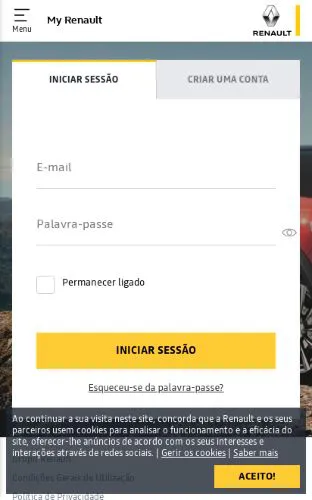 Menu
My Renault
RENAULT
INICIAR SESSÃO
CRIAR UMA CONTA
E-mail
Palavra-passe
Permanecer ligado
INICIAR SESSÃO
Esqueceu-se da palavra-passe?
Ao continuar a sua visita neste site, concorda que a Renault e os seus
parceiros usem cookies para analisar o funcionamento e a eficácia do
site, oferecer-lhe anúncios de acordo com os seus interesses e
interações através de redes sociais. | Gerir os cookies | Saber mais
Grupo Renault
Condições Gerais de Utilização
ACEITO!
Política de Privacidade